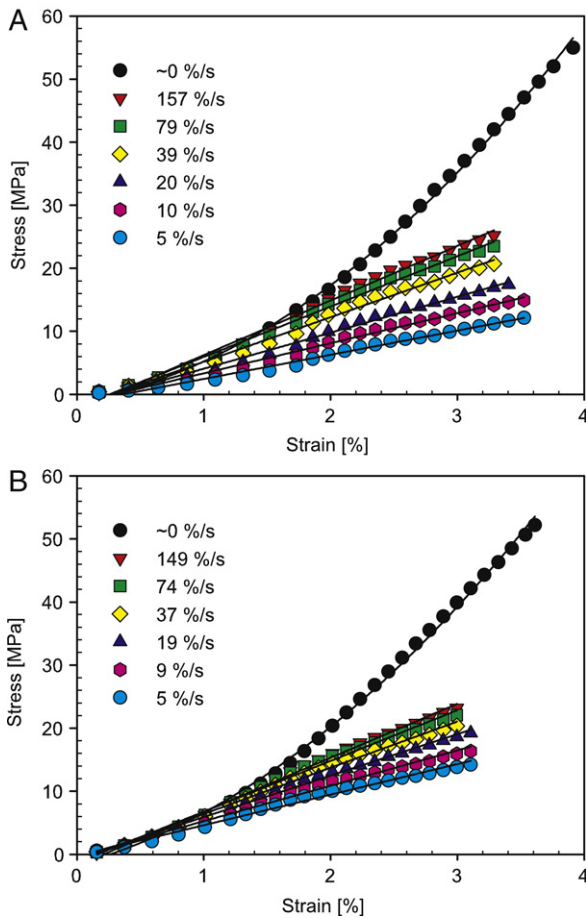 A
60
50
40
30
20
10
0
Stress [MPa]
~0 %/s
157 %/s
79 %/s
39 %/s
20 %/s
10 %/s
5 %/s
0 1 2 3 4
Strain [%]
B
60
50
40
30
20
10
0
Stress [MPa]
~0 %/s
149 %/s
74 %/s
37 %/s
19 %/s
9 %/s
5 %/s
0 1 2 3 4
Strain [%]